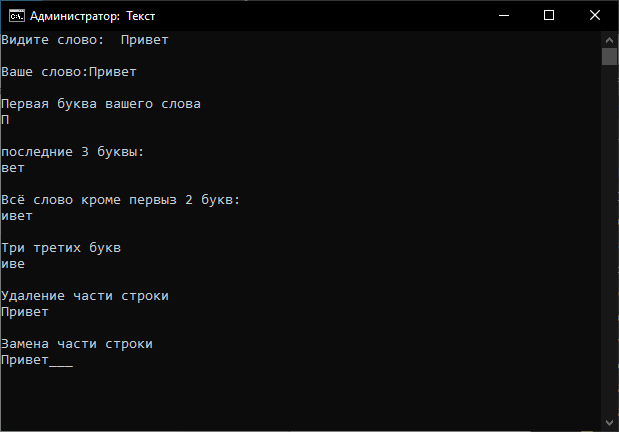 Администратор: Текст
Видите слово:  Привет
Ваше слово:Привет
Первая буква вашего слова
П
последние 3 буквы:
вет
Всё слово кроме первыз 2 букв:
ивет
Три третих букв
иве
Удаление части строки
Привет
Замена части строки
Привет___